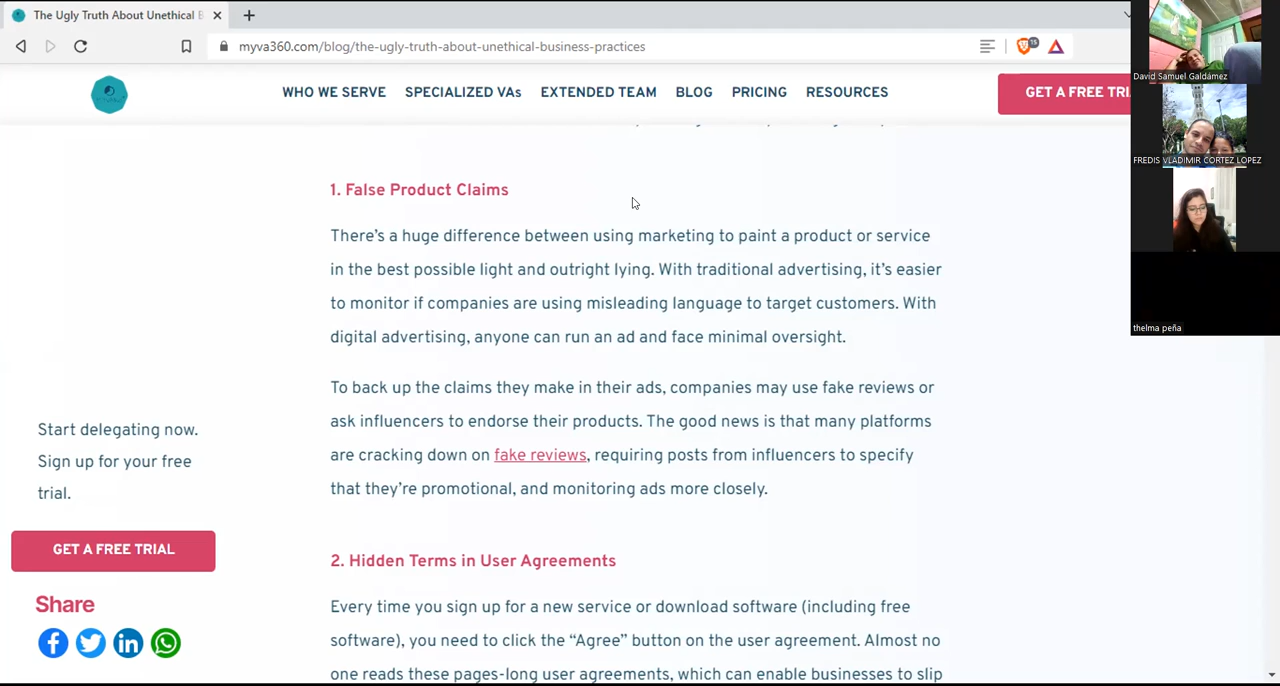 The Ugly Truth About Unethical B
myva360.com/blog/the-ugly-truth-about-unethical-business-practices
15
WHO WE SERVE SPECIALIZED VAs EXTENDED TEAM BLOG PRICING RESOURCES
GET A FREE TRI
1. False Product Claims
There's a huge difference between using marketing to paint a product or service
in the best possible light and outright lying. With traditional advertising, it's easier
to monitor if companies are using misleading language to target customers. With
digital advertising, anyone can run an ad and face minimal oversight.
To back up the claims they make in their ads, companies may use fake reviews or
ask influencers to endorse their products. The good news is that many platforms
are cracking down on fake reviews, requiring posts from influencers to specify
that they're promotional, and monitoring ads more closely.
2. Hidden Terms in User Agreements
Every time you sign up for a new service or download software (including free
software), you need to click the “Agree” button on the user agreement. Almost no
one reads these pages-long user agreements, which can enable businesses to slip
Start delegating now.
Sign up for your free
trial.
GET A FREE TRIAL
Share
David Samuel Galdámez
FREDIS VLADIMIR CORTEZ LOPEZ
thelma peña